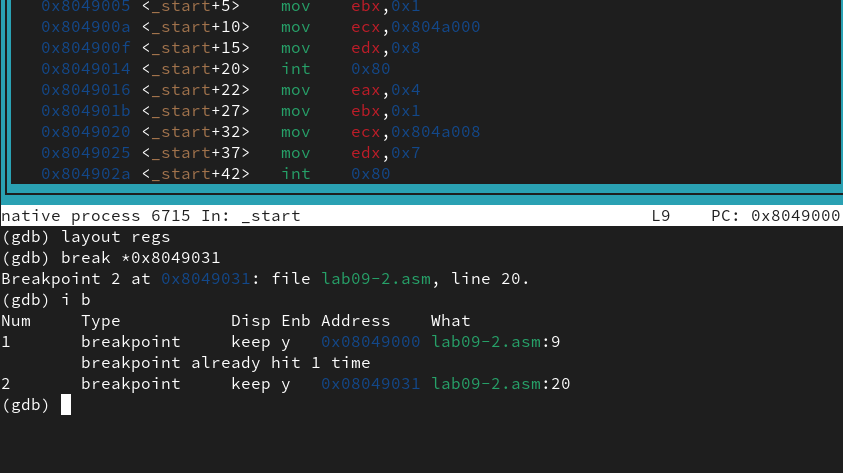 0x8049005 <_start+5> mov ebx,0x1
0x804900a <_start+10> mov ecx,0x804a000
0x804900f <_start+15> mov edx,0x8
0x8049014 <_start+20> int 0x80
0x8049016 <_start+22> mov eax,0x4
0x804901b <_start+27> mov ebx,0x1
0x8049020 <_start+32> mov ecx,0x804a008
0x8049025 <_start+37> mov edx,0x7
0x804902a <_start+42> int 0x80
native process 6715 In: _start L9 PC: 0x8049000
(gdb) layout regs
(gdb) break *0x8049031
Breakpoint 2 at 0x8049031: file lab09-2.asm, line 20.
(gdb) i b
Num Type Disp Enb Address What
1 breakpoint keep y 0x08049000 lab09-2.asm:9
breakpoint already hit 1 time
2 breakpoint keep y 0x08049031 lab09-2.asm:20
(gdb)